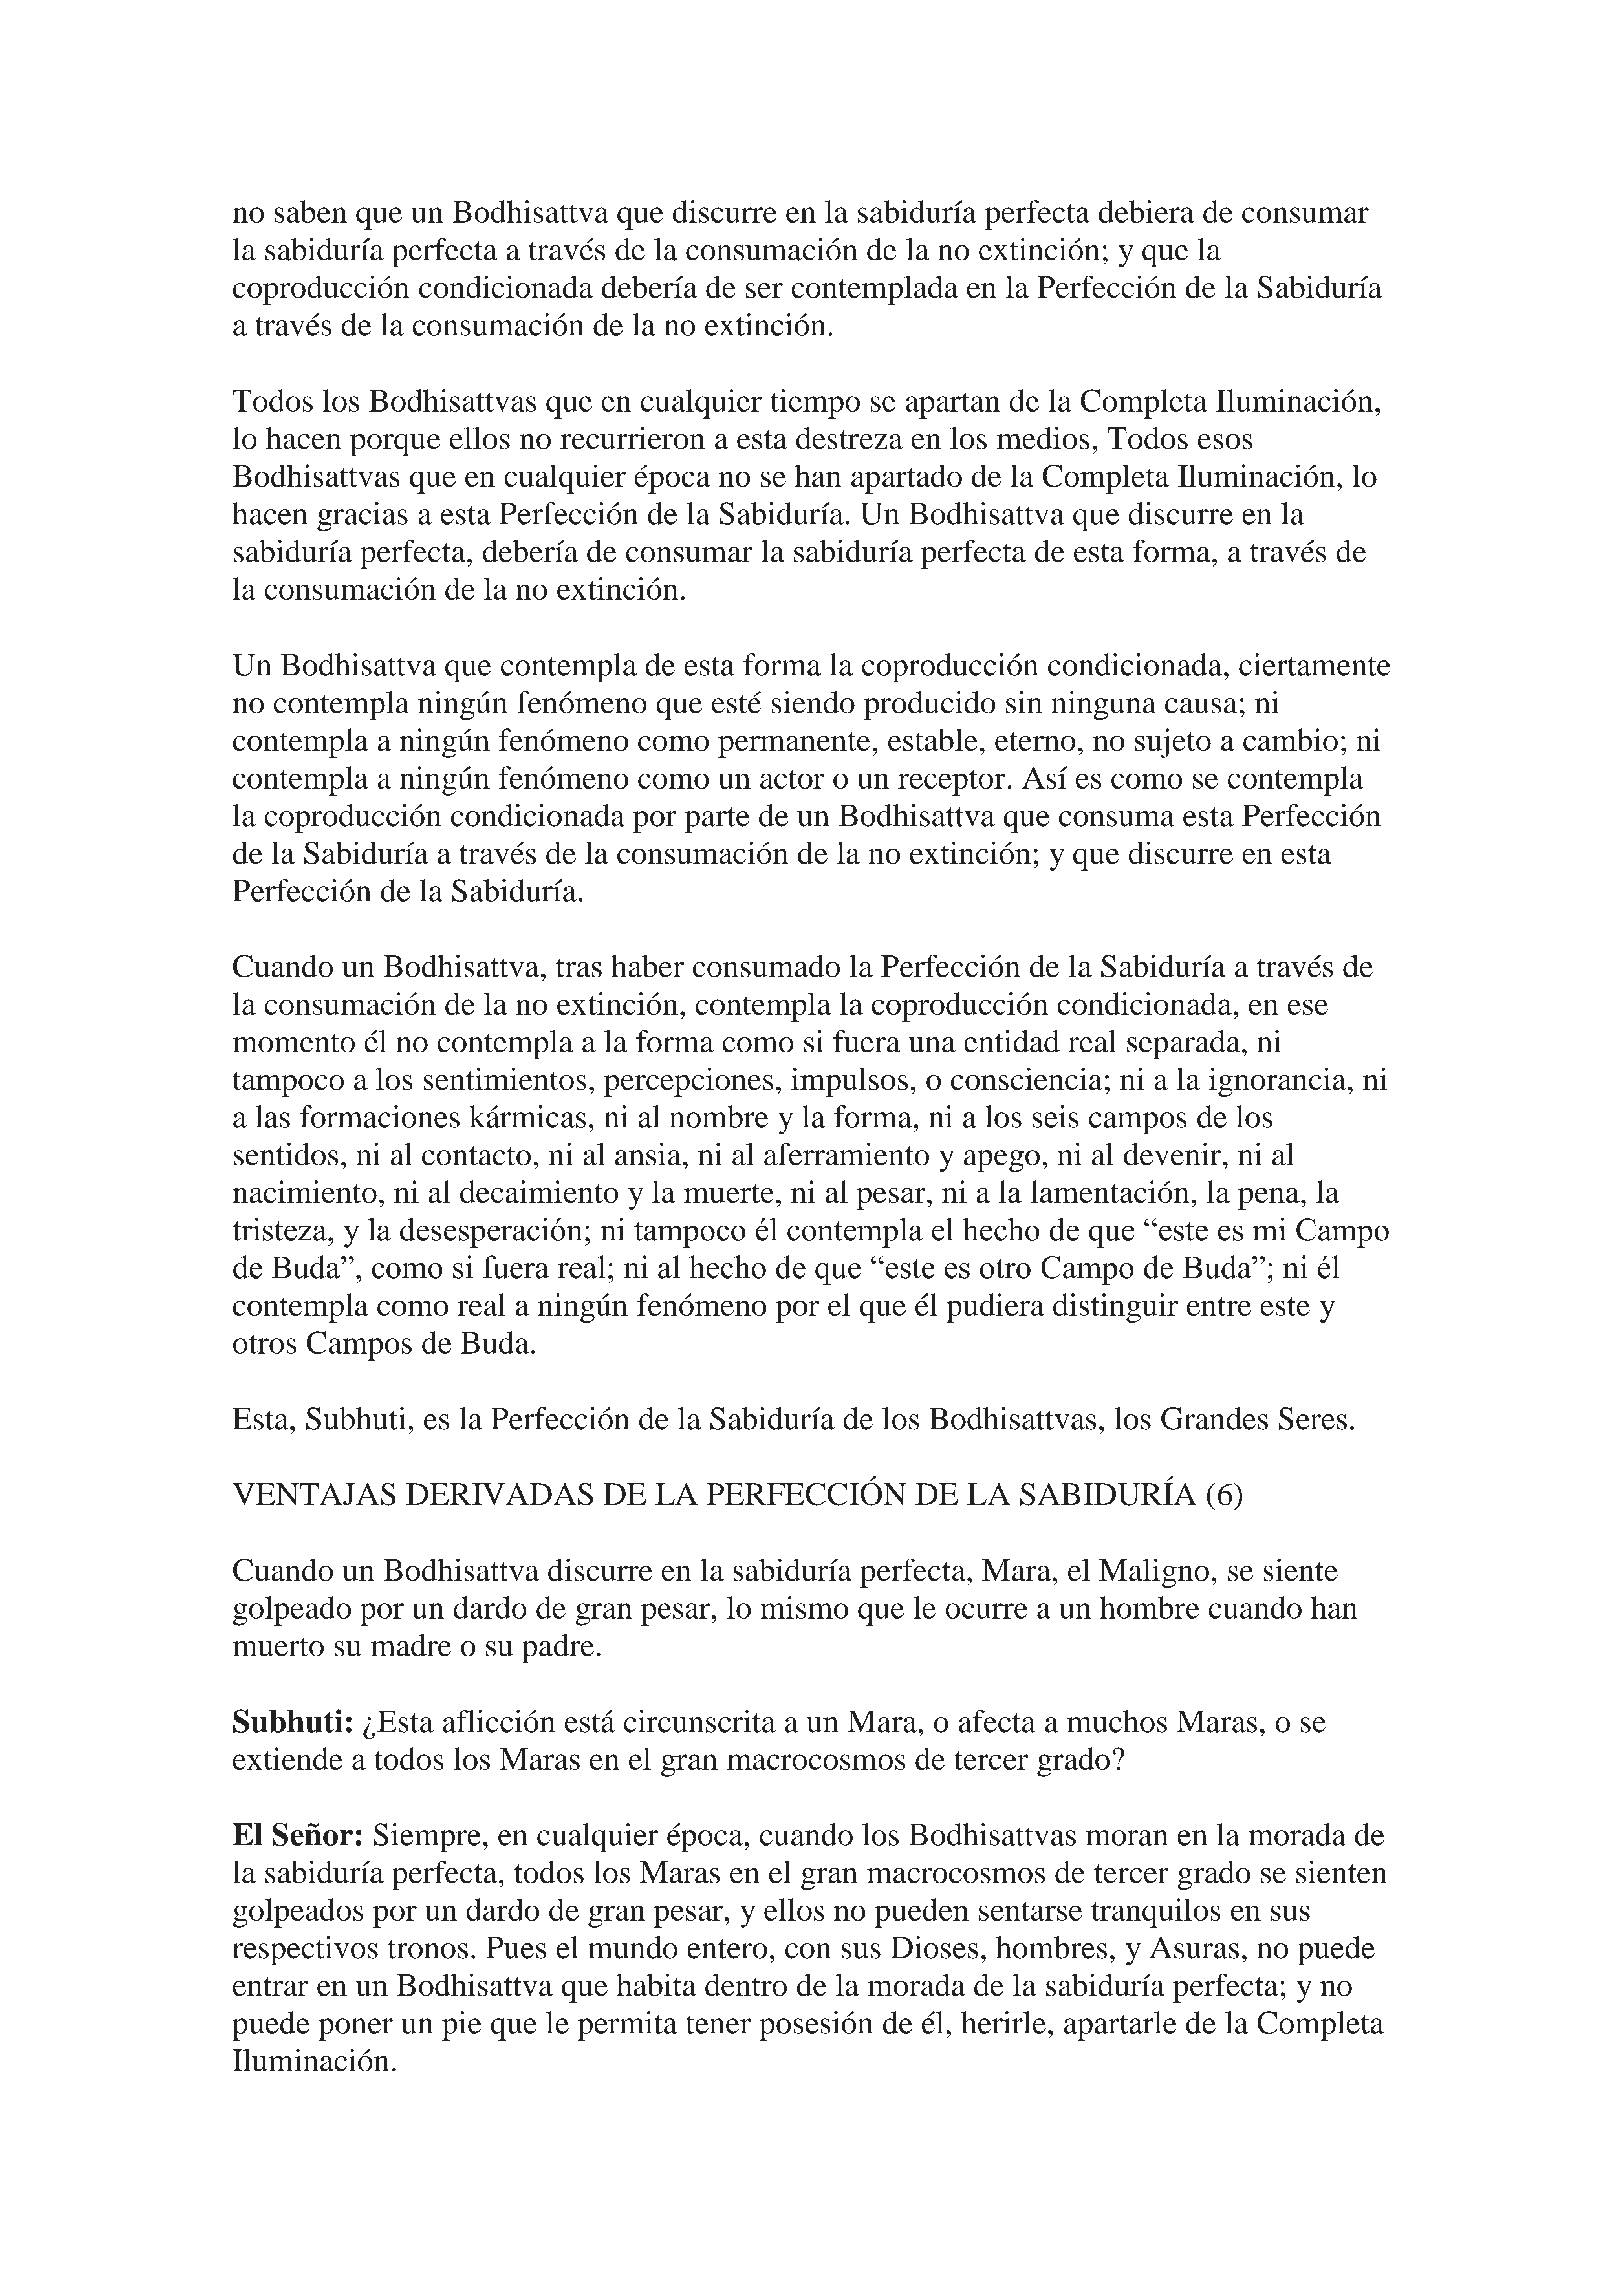 no saben que un Bodhisattva que discurre en la sabiduría perfecta debiera de consumar
la sabiduría perfecta a través de la consumación de la no extinción; y que la
coproducción condicionada debería de ser contemplada en la Perfección de la Sabiduría
a través de la consumación de la no extinción.

Todos los Bodhisattvas que en cualquier tiempo se apartan de la Completa Iluminación,
lo hacen porque ellos no recurrieron a esta destreza en los medios, Todos esos
Bodhisattvas que en cualquier época no se han apartado de la Completa Iluminación, lo
hacen gracias a esta Perfección de la Sabiduría. Un Bodhisattva que discurre en la
sabiduría perfecta, debería de consumar la sabiduría perfecta de esta forma, a través de
la consumación de la no extinción.

Un Bodhisattva que contempla de esta forma la coproducción condicionada, ciertamente
no contempla ningún fenómeno que esté siendo producido sin ninguna causa; ni
contempla a ningún fenómeno como permanente, estable, eterno, no sujeto a cambio; ni
contempla a ningún fenómeno como un actor o un receptor. Así es como se contempla
la coproducción condicionada por parte de un Bodhisattva que consuma esta Perfección
de la Sabiduría a través de la consumación de la no extinción; y que discurre en esta
Perfección de la Sabiduría.

Cuando un Bodhisattva, tras haber consumado la Perfección de la Sabiduría a través de
la consumación de la no extinción, contempla la coproducción condicionada, en ese
momento él no contempla a la forma como si fuera una entidad real separada, ni
tampoco a los sentimientos, percepciones, impulsos, o consciencia; ni a la ignorancia, ni
a las formaciones kármicas, ni al nombre y la forma, ni a los seis campos de los
sentidos, ni al contacto, ni al ansia, ni al aferramiento y apego, ni al devenir, ni al
nacimiento, ni al decaimiento y la muerte, ni al pesar, ni a la lamentación, la pena, la
tristeza, y la desesperación; ni tampoco él contempla el hecho de que “este es mi Campo
de Buda”, como si fuera real; ni al hecho de que “este es otro Campo de Buda”; ni él
contempla como real a ningún fenómeno por el que él pudiera distinguir entre este y
otros Campos de Buda.

Esta, Subhuti, es la Perfección de la Sabiduría de los Bodhisattvas, los Grandes Seres.

VENTAJAS DERIVADAS DE LA PERFECCIÓN DE LA SABIDURÍA (6)

Cuando un Bodhisattva discurre en la sabiduría perfecta, Mara, el Maligno, se siente
golpeado por un dardo de gran pesar, lo mismo que le ocurre a un hombre cuando han
muerto su madre o su padre.

Subhuti: ¿Esta aflicción está circunscrita a un Mara, o afecta a muchos Maras, o se
extiende a todos los Maras en el gran macrocosmos de tercer grado?

El Señor: Siempre, en cualquier época, cuando los Bodhisattvas moran en la morada de
la sabiduría perfecta, todos los Maras en el gran macrocosmos de tercer grado se sienten
golpeados por un dardo de gran pesar, y ellos no pueden sentarse tranquilos en sus
respectivos tronos. Pues el mundo entero, con sus Dioses, hombres, y Asuras, no puede
entrar en un Bodhisattva que habita dentro de la morada de la sabiduría perfecta; y no
puede poner un pie que le permita tener posesión de él, herirle, apartarle de la Completa
Iluminación.